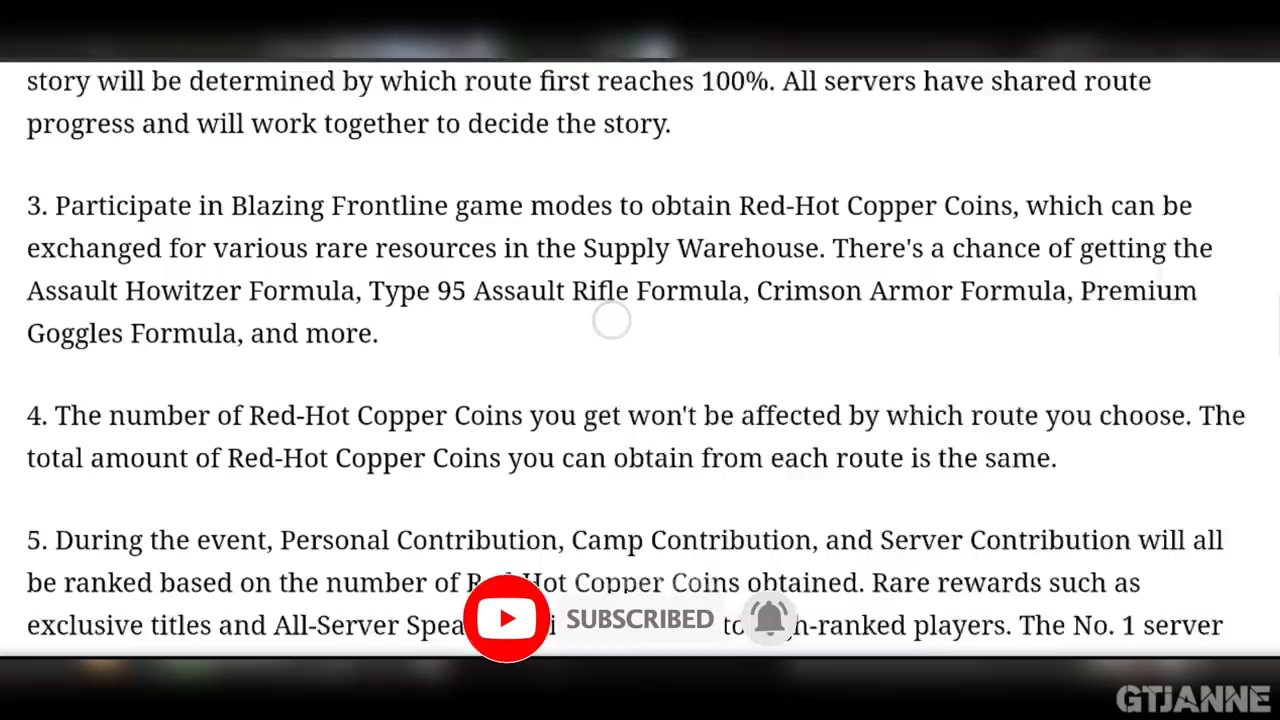 story will be determined by which route first reaches 100%. All servers have shared route
progress and will work together to decide the story.
3. Participate in Blazing Frontline game modes to obtain Red-Hot Copper Coins, which can be
exchanged for various rare resources in the Supply Warehouse. There's a chance of getting the
Assault Howitzer Formula, Type 95 Assault Rifle Formula, Crimson Armor Formula, Premium
Goggles Formula, and more.
4. The number of Red-Hot Copper Coins you get won't be affected by which route you choose. The
total amount of Red-Hot Copper Coins you can obtain from each route is the same.
5. During the event, Personal Contribution, Camp Contribution, and Server Contribution will all
be ranked based on the number of Hot Copper Coins obtained. Rare rewards such as
exclusive titles and All-Server to players. The No. 1 server
SUBSCRIBED
GTJANNE